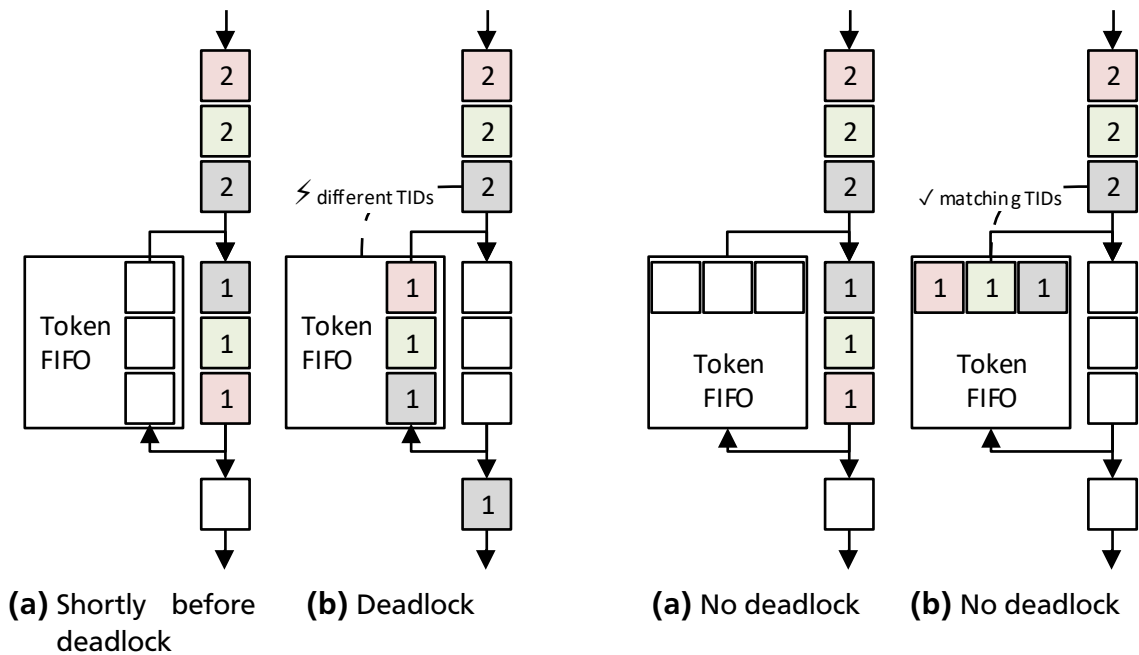 2
2
2
⚡ different TIDs
1
1
1
Token
FIFO
2
2
2
1
1
1
Token
FIFO
1
2
2
2
✓ matching TIDs
1
1
1
Token
FIFO
2
2
2
1 1 1
Token
FIFO
(a) Shortly before
deadlock
(b) Deadlock
(a) No deadlock
(b) No deadlock